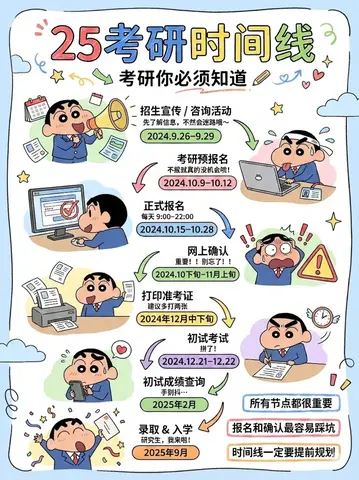 25考研时间线
考研你必须知道
招生宣传 / 咨询活动
先了解信息，不然会迷路哦~
2024.9.26-9.29
考研预报名
不报就真的没机会啦！
2024.10.9-10.12
正式报名
每天 9:00-22:00
2024.10.15-10.28
网上确认
重要！！别忘了！！
2024.10下旬-11月上旬
打印准考证
建议多打两张
2024年12月中下旬
初试考试
拼了！
2024.12.21-12.22
初试成绩查询
手别抖…
2025年2月
录取 & 入学
研究生，我来啦！
2025年9月
所有节点都很重要
报名和确认最容易踩坑
时间线一定要提前规划